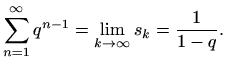 $$\sum_{n=1}^{\infty} q^{n-1} = \lim_{k \to \infty} s_k = \frac{1}{1-q}.$$